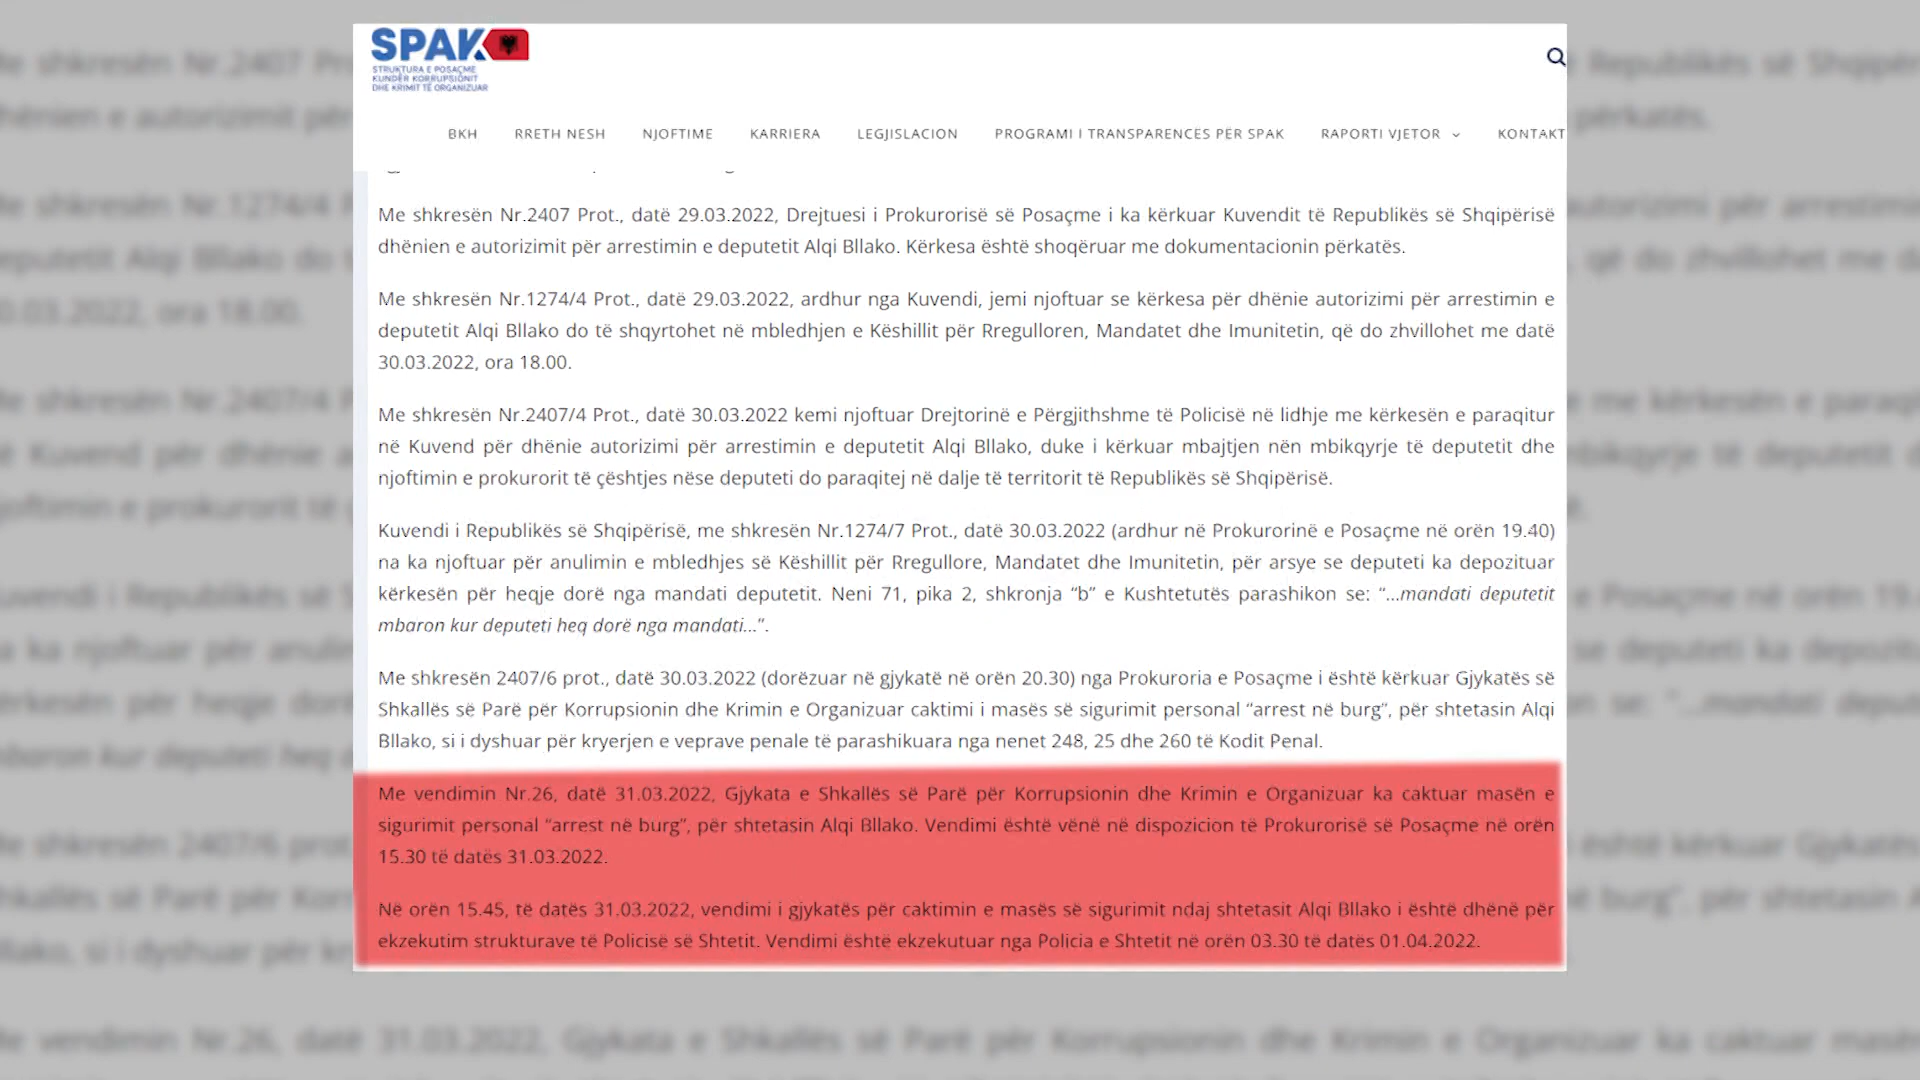 SPAK
STRUKTURA E POSAÇME
KUNDËR KORRUPSIONIT
DHE KRIMIT TË ORGANIZUAR
BKH RRETH NESH NJOFTIME KARRIERA LEGJISLACION PROGRAMI I TRANSPARENCËS PËR SPAK RAPORTI VJETOR KONTAKT
Me shkresën Nr.2407 Prot., datë 29.03.2022, Drejtuesi i Prokurorisë së Posaçme i ka kërkuar Kuvendit të Republikës së Shqipërisë
dhënien e autorizimit për arrestimin e deputetit Alqi Bllako. Kërkesa është shoqëruar me dokumentacionin përkatës.
Me shkresën Nr.1274/4 Prot., datë 29.03.2022, ardhur nga Kuvendi, jemi njoftuar se kërkesa për dhënie autorizimi për arrestimin e
deputetit Alqi Bllako do të shqyrtohet në mbledhjen e Këshillit për Rregulloren, Mandatet dhe Imunitetin, që do zhvillohet me datë
30.03.2022, ora 18.00.
Me shkresën Nr.2407/4 Prot., datë 30.03.2022 kemi njoftuar Drejtorinë e Përgjithshme të Policisë në lidhje me kërkesën e paraqitur
në Kuvend për dhënie autorizimi për arrestimin e deputetit Alqi Bllako, duke i kërkuar mbajtjen nën mbikqyrje të deputetit dhe
njoftimin e prokurorit të çështjes nëse deputeti do paraqitej në dalje të territorit të Republikës së Shqipërisë.
Kuvendi i Republikës së Shqipërisë, me shkresën Nr.1274/7 Prot., datë 30.03.2022 (ardhur në Prokurorinë e Posaçme në orën 19.40)
na ka njoftuar për anulimin e mbledhjes së Këshillit për Rregullore, Mandatet dhe Imunitetin, për arsye se deputeti ka depozituar
kërkesën për heqje dorë nga mandati deputetit. Neni 71, pika 2, shkronja “b” e Kushtetutës parashikon se: “...mandati deputetit
mbaron kur deputeti heq dorë nga mandati...”.
Me shkresën 2407/6 prot., datë 30.03.2022 (dorëzuar në gjykatë në orën 20.30) nga Prokuroria e Posaçme i është kërkuar Gjykatës së
Shkallës së Parë për Korrupsionin dhe Krimin e Organizuar caktimi i masës së sigurimit personal “arrest në burg”, për shtetasin Alqi
Bllako, si i dyshuar për kryerjen e veprave penale të parashikuara nga nenet 248, 25 dhe 260 të Kodit Penal.
Me vendimin Nr.26, datë 31.03.2022, Gjykata e Shkallës së Parë për Korrupsionin dhe Krimin e Organizuar ka caktuar masën e
sigurimit personal “arrest në burg”, për shtetasin Alqi Bllako. Vendimi është vënë në dispozicion të Prokurorisë së Posaçme në orën
15.30 të datës 31.03.2022.
Në orën 15.45, të datës 31.03.2022, vendimi i gjykatës për caktimin e masës së sigurimit ndaj shtetasit Alqi Bllako i është dhënë për
ekzekutim strukturave të Policisë së Shtetit. Vendimi është ekzekutuar nga Policia e Shtetit në orën 03.30 të datës 01.04.2022.